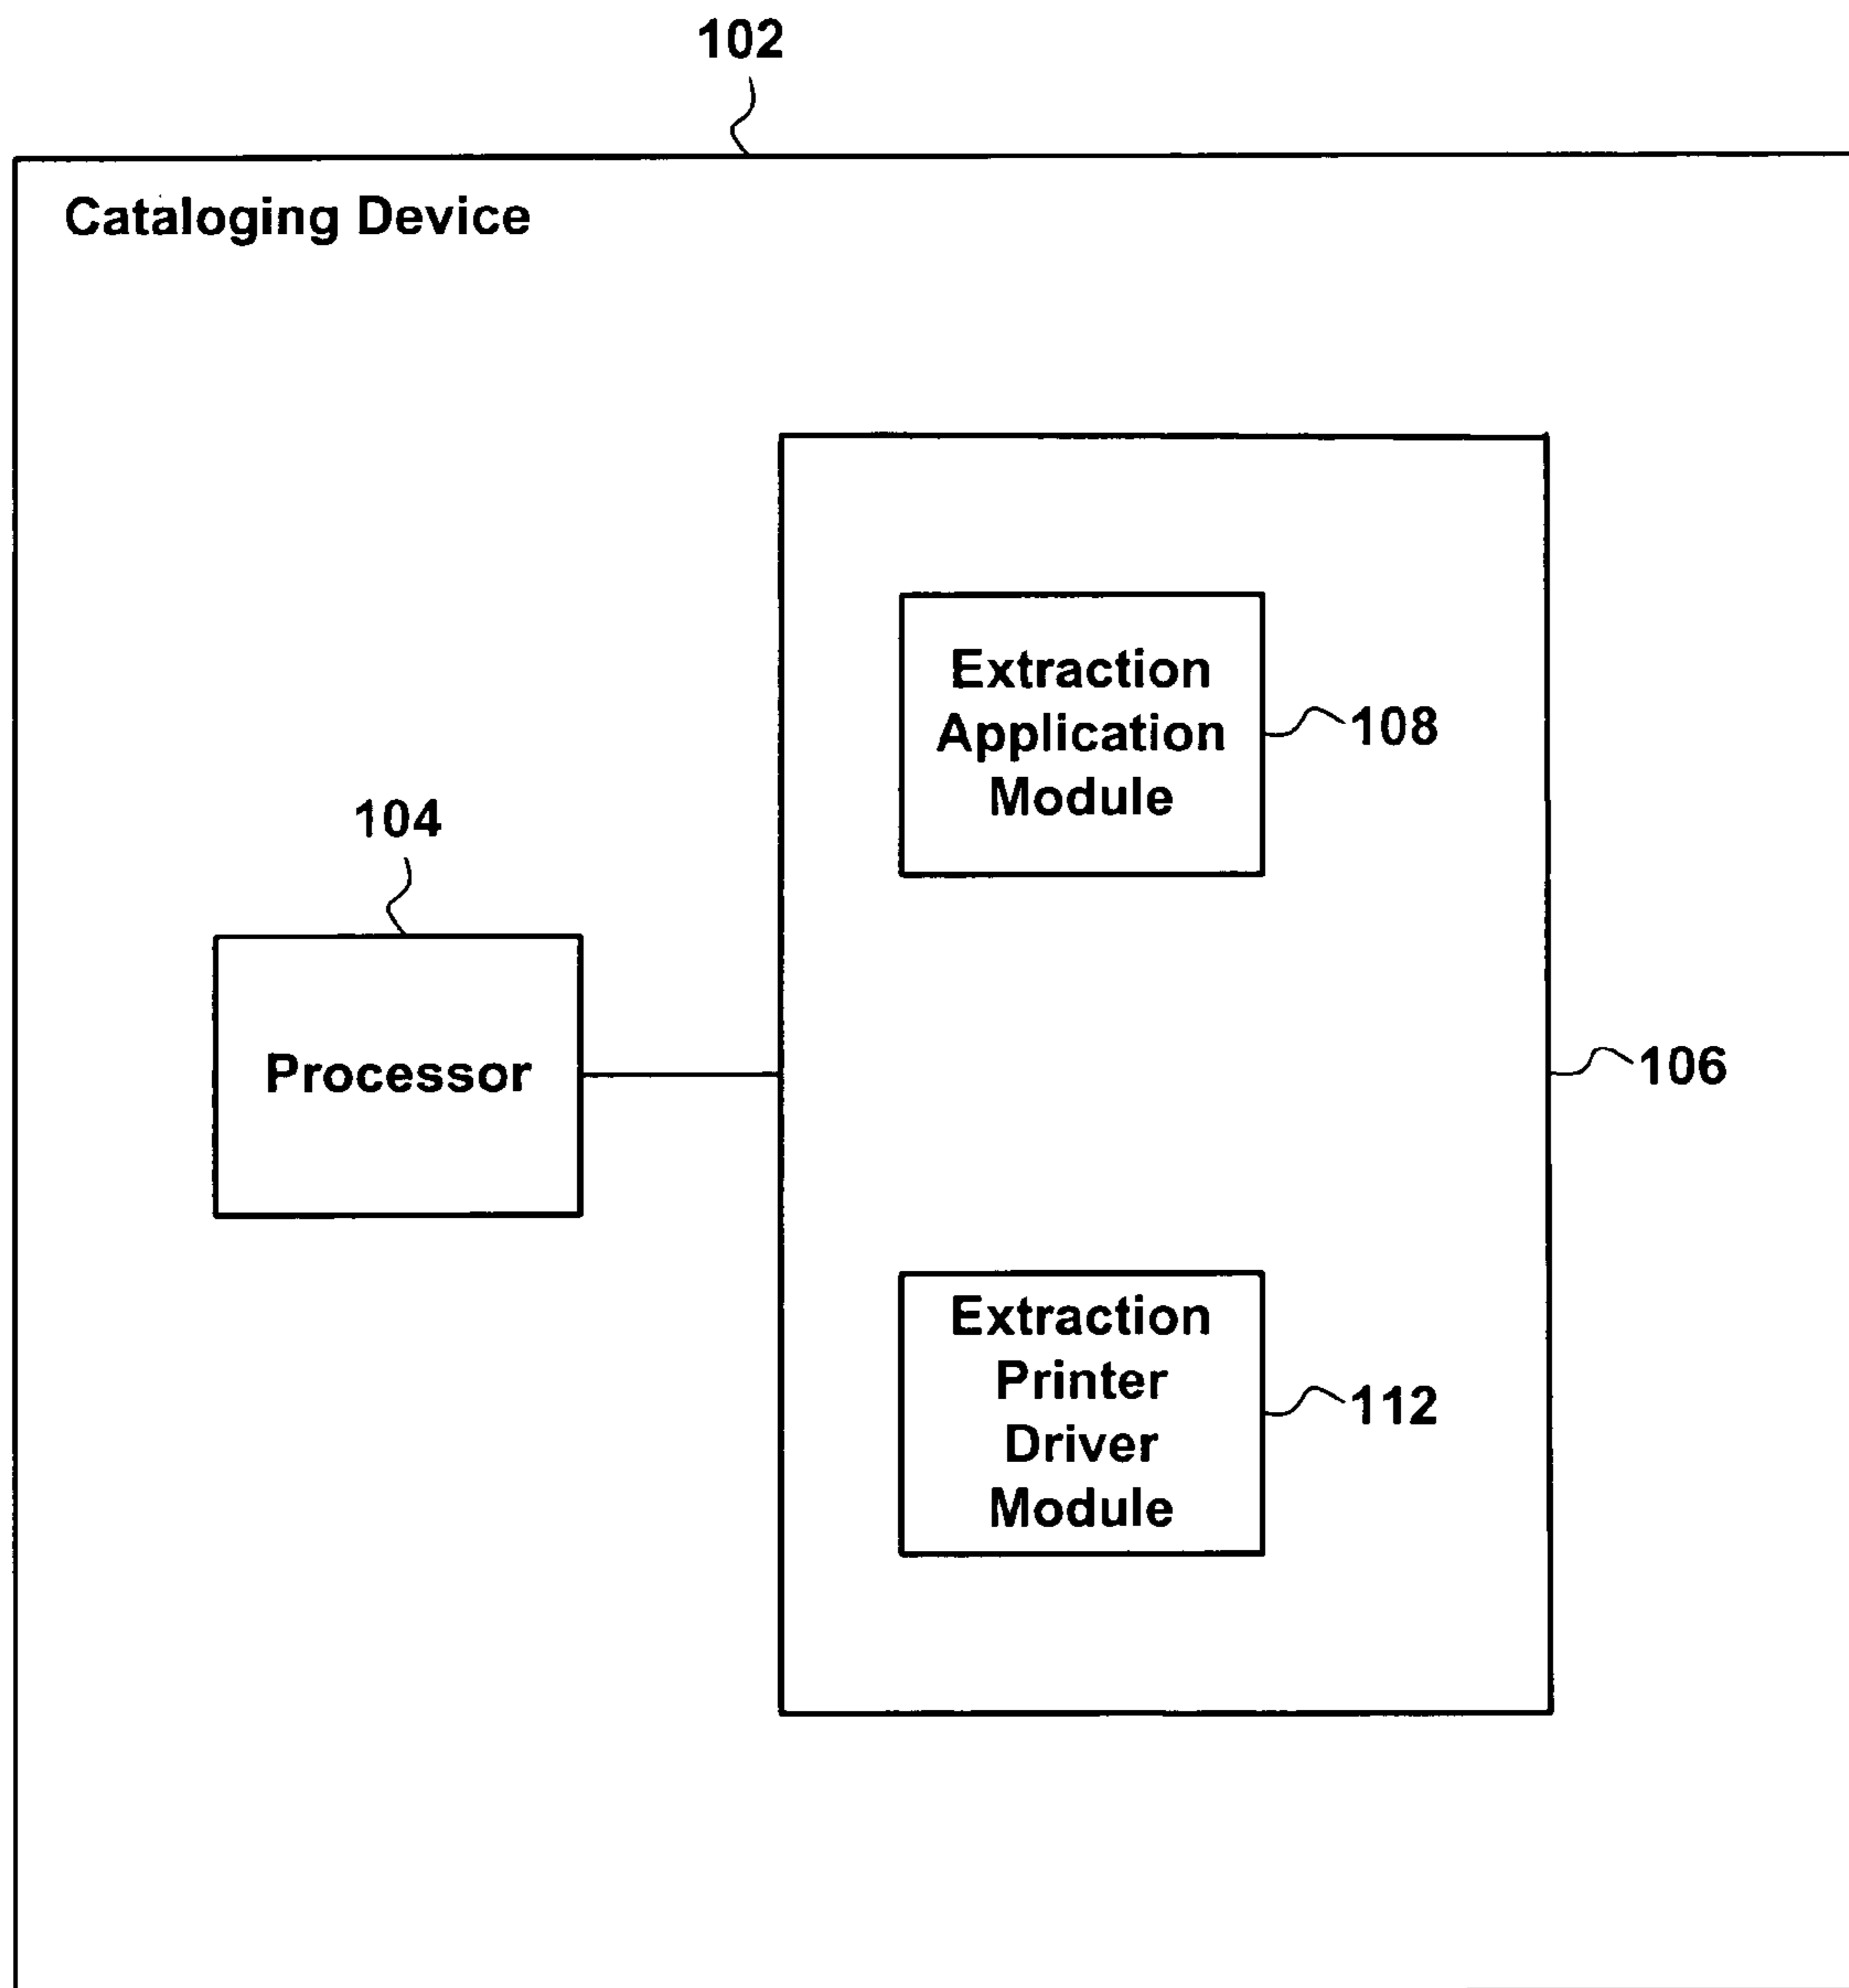 102
Cataloging Device
Extraction
Application
Module
108
104
Processor
106
Extraction
Printer
Driver
Module
112